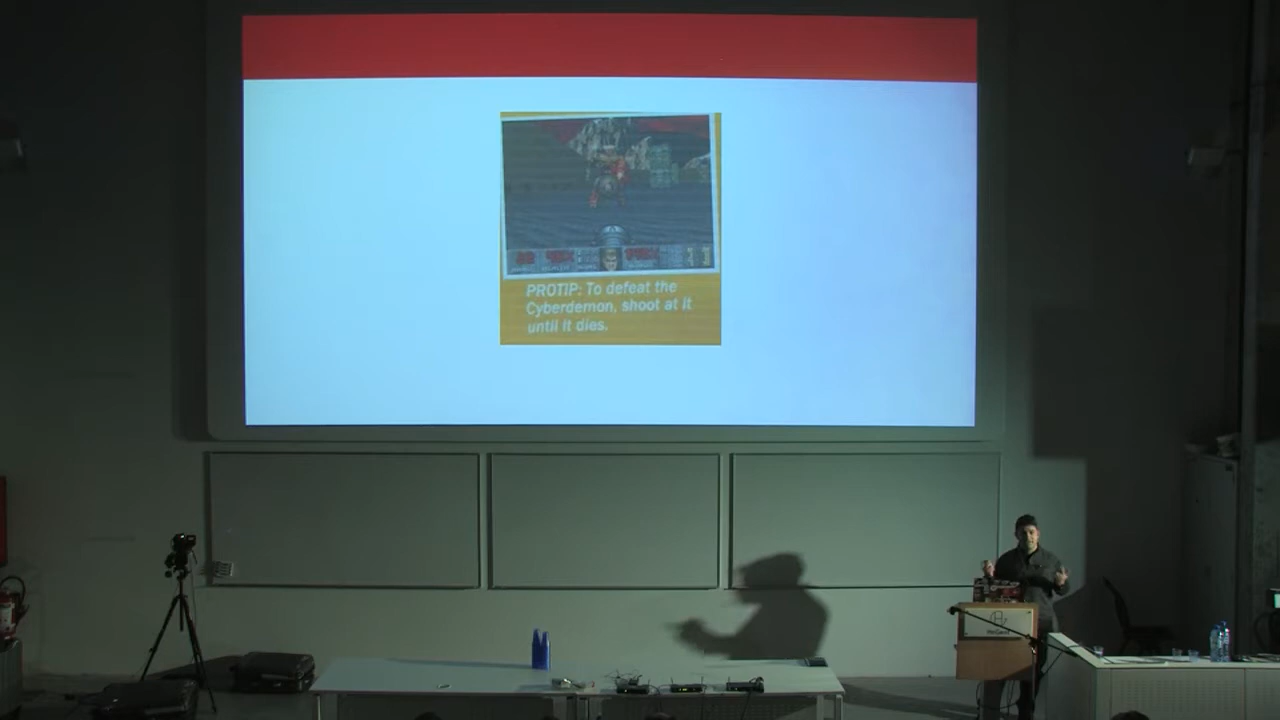 PROTIP: To defeat the
Cyberdemon, shoot at it
until it dies.